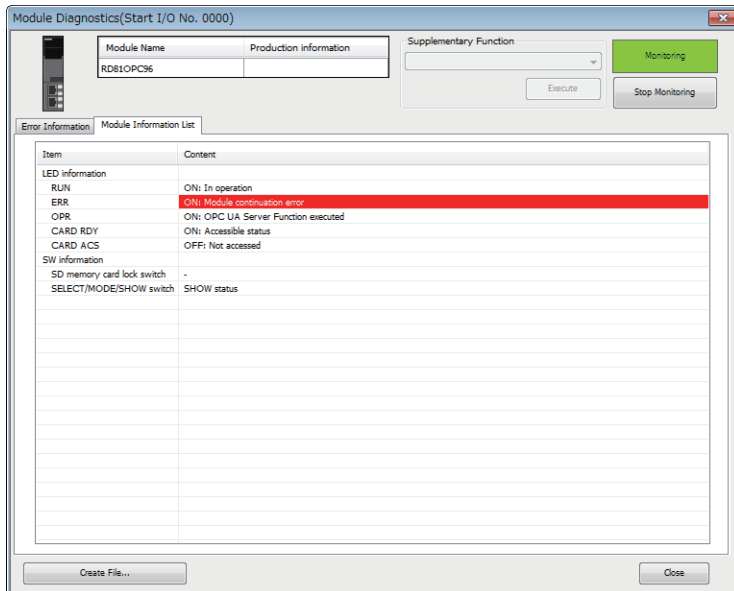 Module Diagnostics(Start I/O No. 0000)
Module Name Production information
RD81OPC96
Supplementary Function
Execute
Monitoring
Stop Monitoring
Error Information Module Information List
Item Content
LED information
RUN ON: In operation
ERR ON: Module continuation error
OPR ON: OPC UA Server Function executed
CARD RDY ON: Accessible status
CARD ACS OFF: Not accessed
SW information
SD memory card lock switch -
SELECT/MODE/SHOW switch SHOW status
Create File... Close